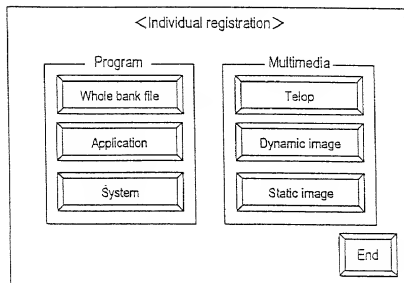 <Individual registration>
Program
Whole bank file
Application
System
Multimedia
Telop
Dynamic image
Static image
End